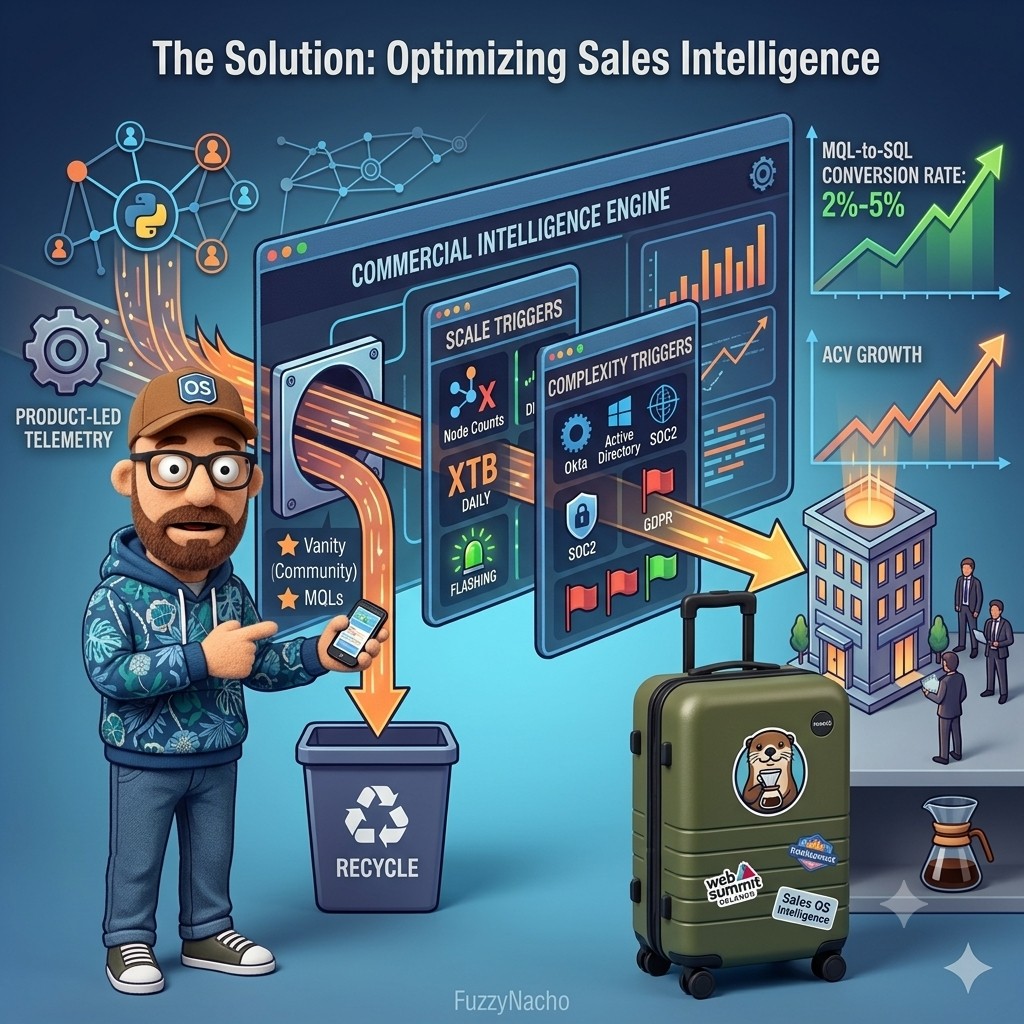 The Solution: Optimizing Sales Intelligence
MQL-to-SQL
CONVERSION RATE:
2%-5%
COMMERCIAL INTELLIGENCE ENGINE
SCALE TRIGGERS
COMPLEXITY TRIGGERS
ACV GROWTH
PRODUCT-LED
TELEMETRY
OS
X
Node Counts
Okta
Active
Directory
SOC2
XTB
DAILY
FLASHING
SOC2
GDPR
Vanity
(Community)
MQLs
RECYCLE
web
summit
Sales OS
Intelligence
FuzzyNacho